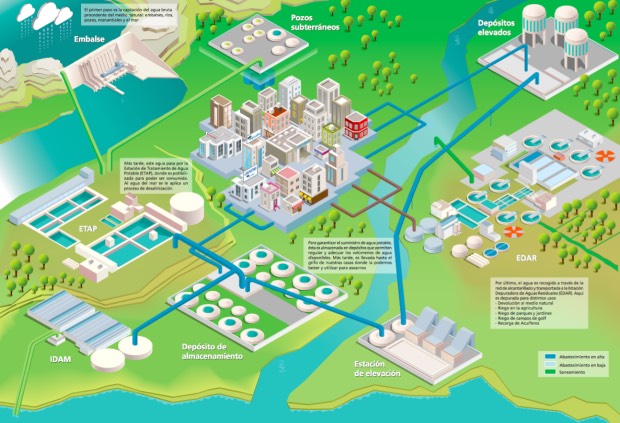 El primer paso es la captación del agua bruta
procedente del medio natural: embalses, ríos,
pozos, manantiales y el mar
Embalse
Pozos
subterráneos
Depósitos
elevados
Más tarde, este agua pasa por la
Estación de Tratamiento de Agua
Potable (ETAP), donde es potabili-
zada para poder ser consumida.
Al agua del mar se le aplica un
proceso de desalinización.
ETAP
Para garantizar el suministro de agua potable,
ésta es almacenada en depósitos que permiten
regular y adecuar los volúmenes de agua
disponibles. Más tarde, es llevada hasta el
grifo de nuestras casas donde la podemos
beber y utilizar para asearnos
EDAR
Por último, el agua es recogida a través de la
red de alcantarillado y transportada a la Estación
Depuradora de Aguas Residuales (EDAR). Aquí
es depurada para distintos usos:
- Devolución al medio natural
- Riego en la agricultura
- Riego de parques y jardines
- Riego de campos de golf
- Recarga de Acuíferos
IDAM
Depósito de
almacenamiento
Estación
de elevación
Abastecimiento en alta
Abastecimiento en baja
Saneamiento